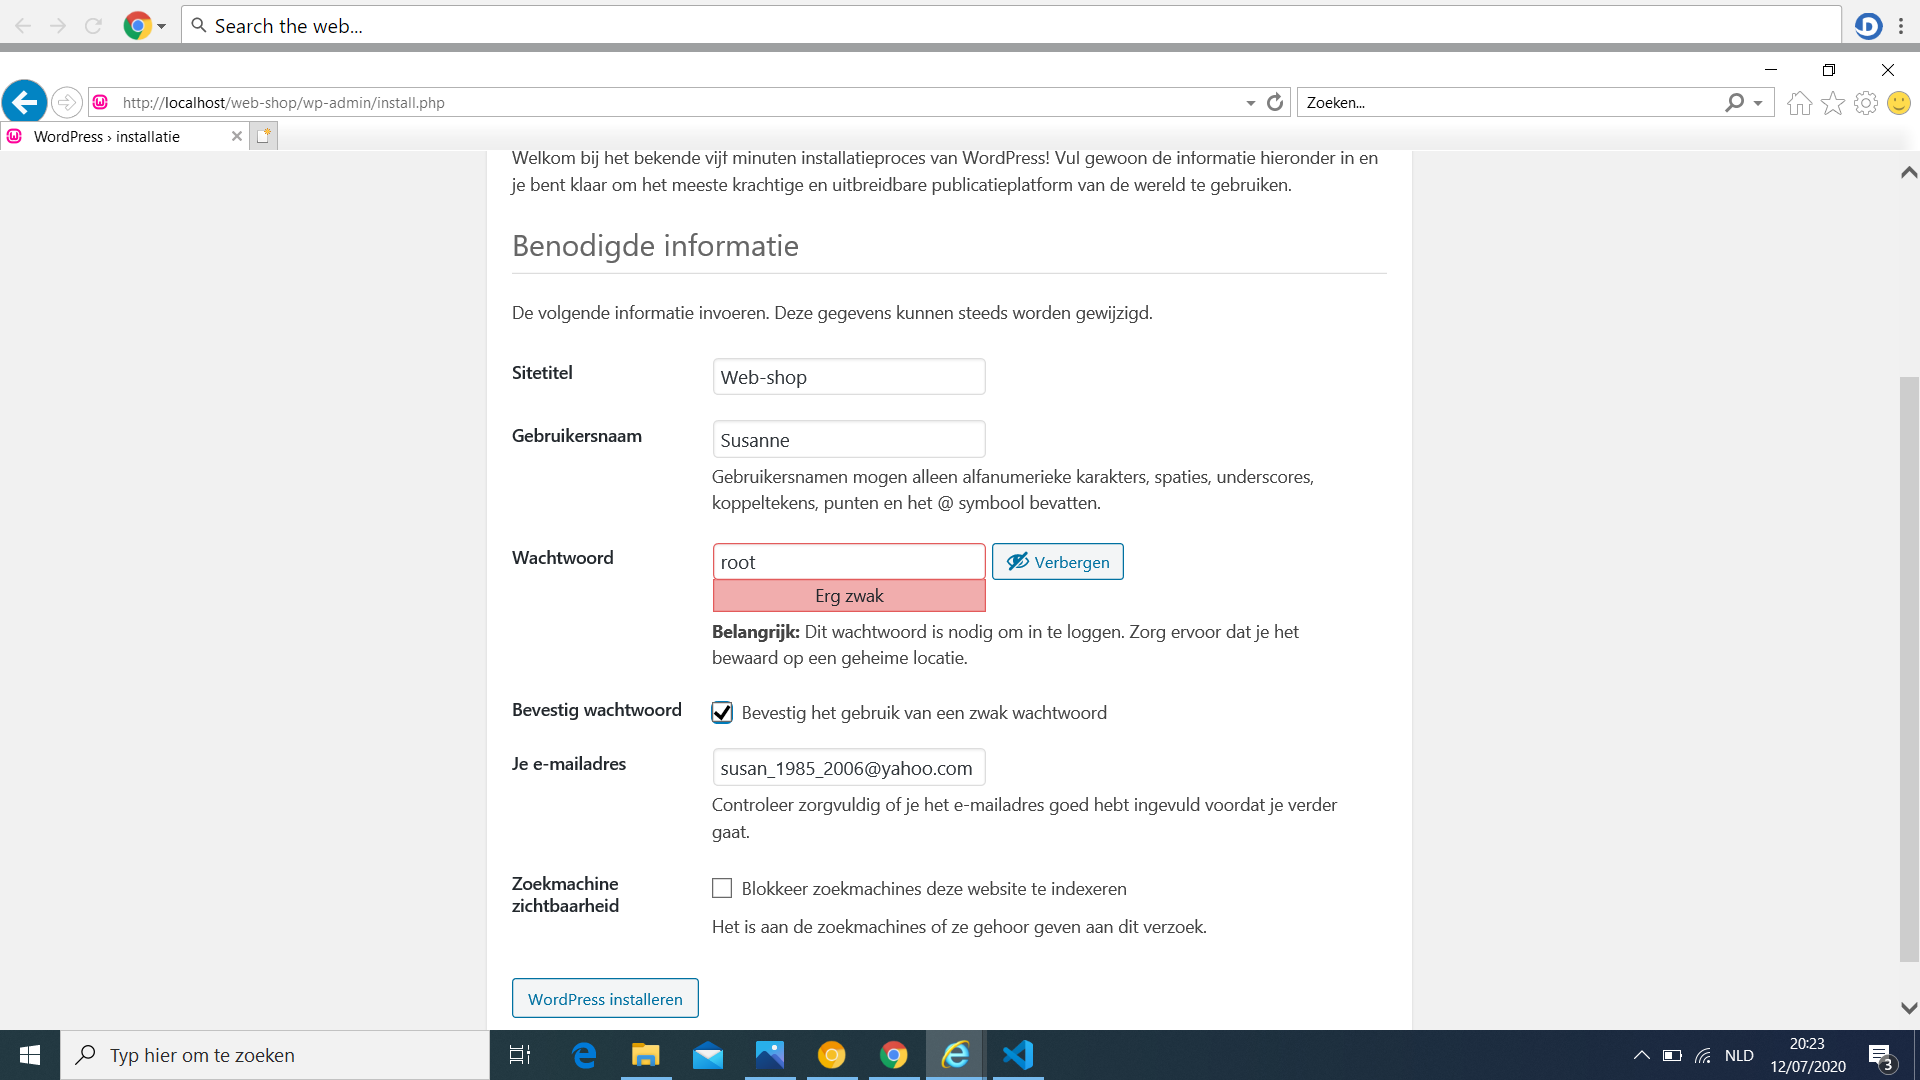 Search the web...
http://localhost/web-shop/wp-admin/install.php
Zoeken...
WordPress › installatie
Welkom bij het bekende vijf minuten installatieproces van WordPress! Vul gewoon de informatie hieronder in en
je bent klaar om het meeste krachtige en uitbreidbare publicatieplatform van de wereld te gebruiken.
Benodigde informatie
De volgende informatie invoeren. Deze gegevens kunnen steeds worden gewijzigd.
Sitetitel
Web-shop
Gebruikersnaam
Susanne
Gebruikersnamen mogen alleen alfanumerieke karakters, spaties, underscores,
koppeltekens, punten en het @ symbool bevatten.
Wachtwoord
root
Verbergen
Erg zwak
Belangrijk: Dit wachtwoord is nodig om in te loggen. Zorg ervoor dat je het
bewaard op een geheime locatie.
Bevestig wachtwoord
Bevestig het gebruik van een zwak wachtwoord
Je e-mailadres
susan_1985_2006@yahoo.com
Controleer zorgvuldig of je het e-mailadres goed hebt ingevuld voordat je verder
gaat.
Zoekmachine
zichtbaarheid
Blokkeer zoekmachines deze website te indexeren
Het is aan de zoekmachines of ze gehoor geven aan dit verzoek.
WordPress installeren
Typ hier om te zoeken
NLD
20:23
12/07/2020
3